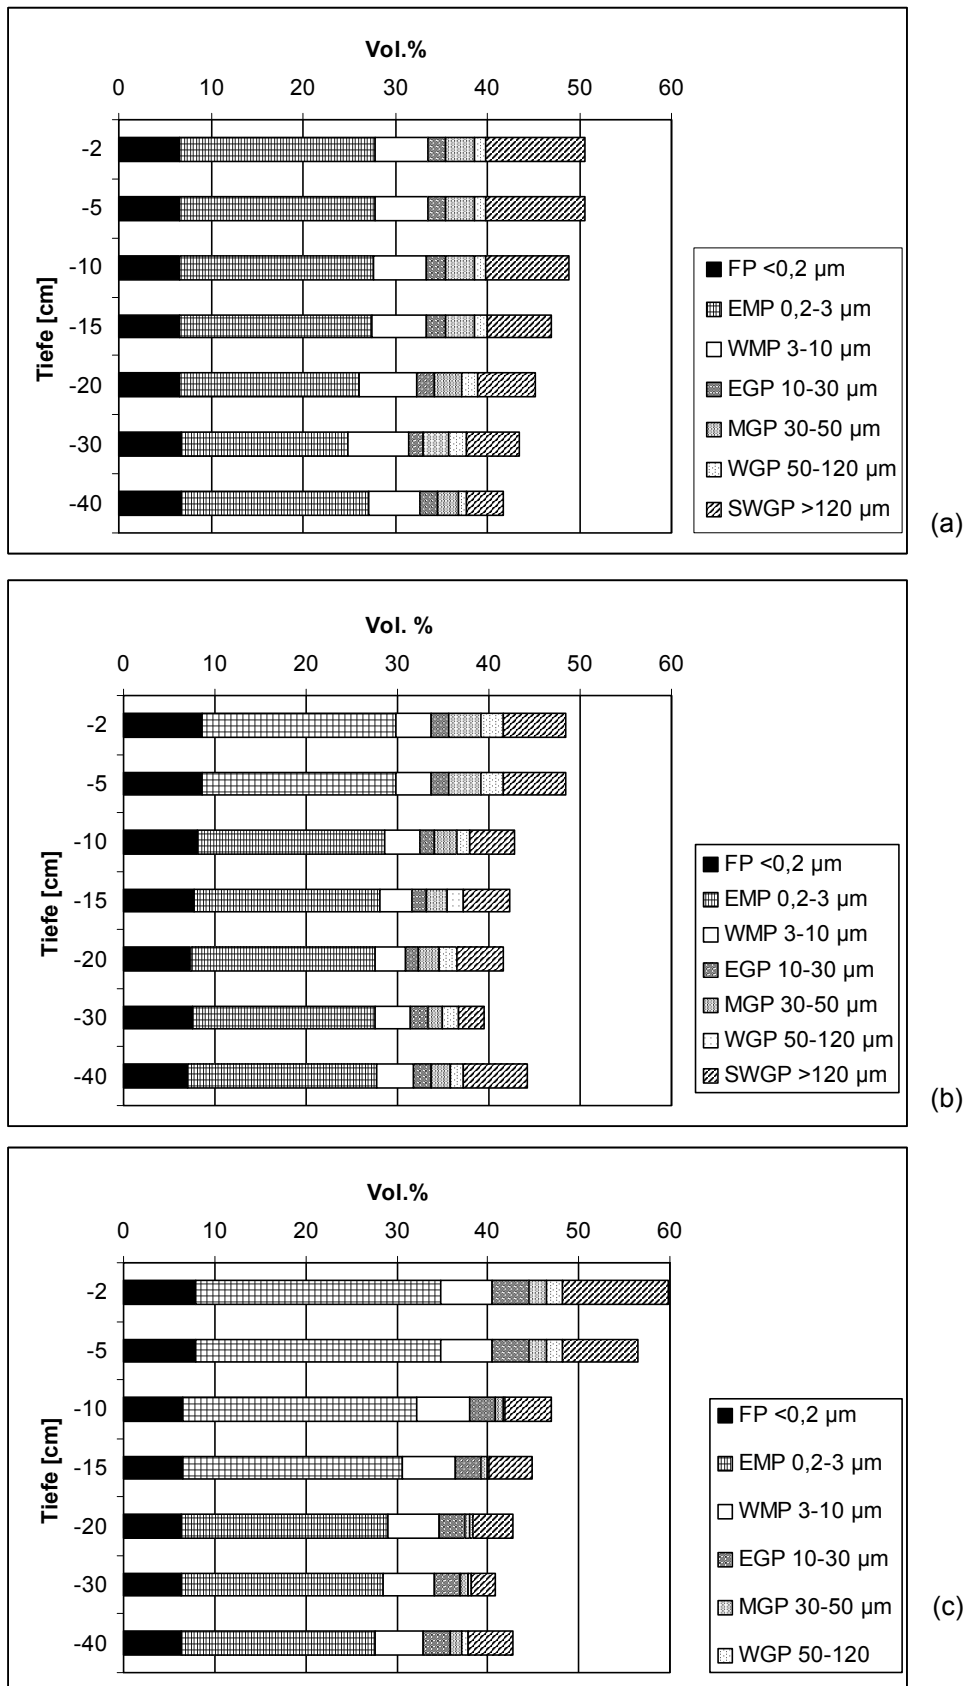 Vol.%
0 10 20 30 40 50 60
Tiefe [cm]
-2
-5
-10
-15
-20
-30
-40
FP <0,2 µm
EMP 0,2-3 µm
WMP 3-10 µm
EGP 10-30 µm
MGP 30-50 µm
WGP 50-120 µm
SWGP >120 µm
(a)
Vol. %
0 10 20 30 40 50 60
Tiefe [cm]
-2
-5
-10
-15
-20
-30
-40
FP <0,2 µm
EMP 0,2-3 µm
WMP 3-10 µm
EGP 10-30 µm
MGP 30-50 µm
WGP 50-120 µm
SWGP >120 µm
(b)
Vol.%
0 10 20 30 40 50 60
Tiefe [cm]
-2
-5
-10
-15
-20
-30
-40
FP <0,2 µm
EMP 0,2-3 µm
WMP 3-10 µm
EGP 10-30 µm
MGP 30-50 µm
WGP 50-120
(c)